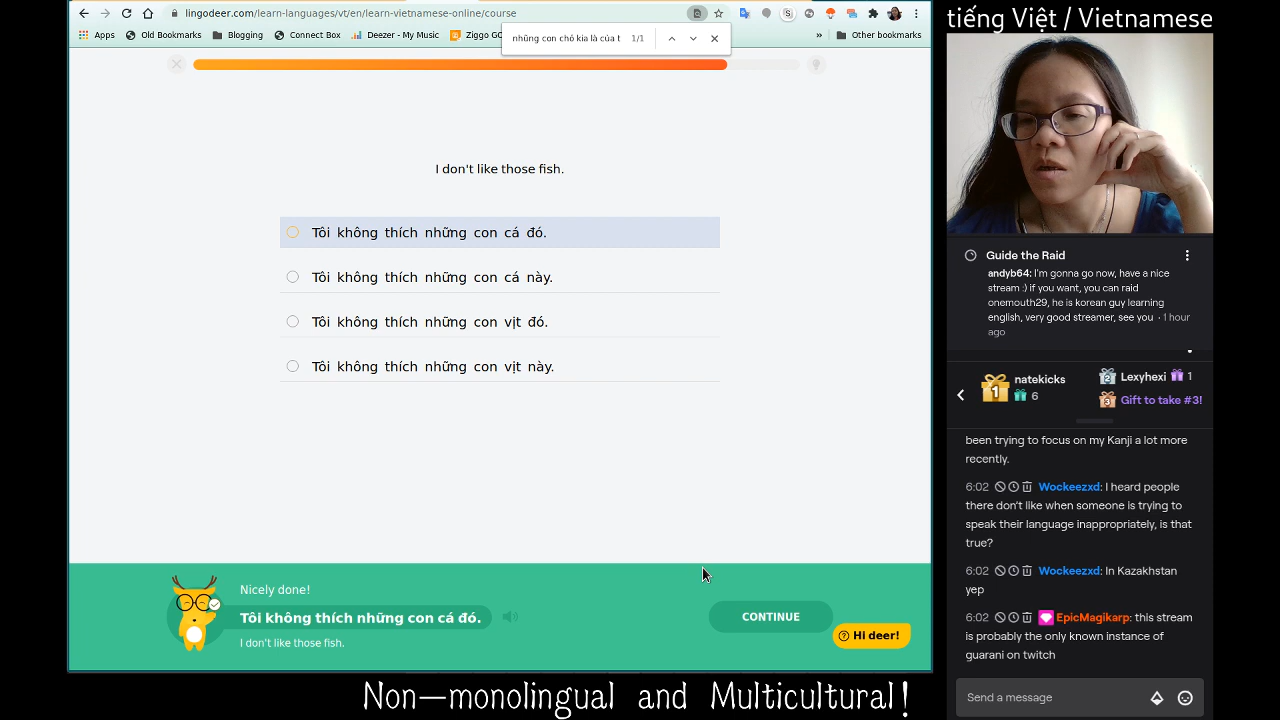 lingodeer.com/learn-languages/vt/en/learn-vietnamese-online/course
Apps Old Bookmarks Blogging Connect Box Deezer - My Music Ziggo GO » Other bookmarks
những con chó kia là của t 1/1
I don't like those fish.
Tôi không thích những con cá đó.
Tôi không thích những con cá này.
Tôi không thích những con vịt đó.
Tôi không thích những con vịt này.
Nicely done!
Tôi không thích những con cá đó.
I don't like those fish.
CONTINUE
Hi deer!
Non-monolingual and Multicultural!
tiếng Việt / Vietnamese
Guide the Raid
andyb64: I'm gonna go now, have a nice
stream :) if you want, you can raid
onemouth29, he is korean guy learning
english, very good streamer, see you · 1 hour
ago
1 natekicks 6
2 Lexyhexi 1
3 Gift to take #3!
been trying to focus on my Kanji a lot more
recently.
6:02 Wockeezxd: I heard people
there don't like when someone is trying to
speak their language inappropriately, is that
true?
6:02 Wockeezxd: In Kazakhstan
yep
6:02 EpicMagikarp: this stream
is probably the only known instance of
guarani on twitch
Send a message